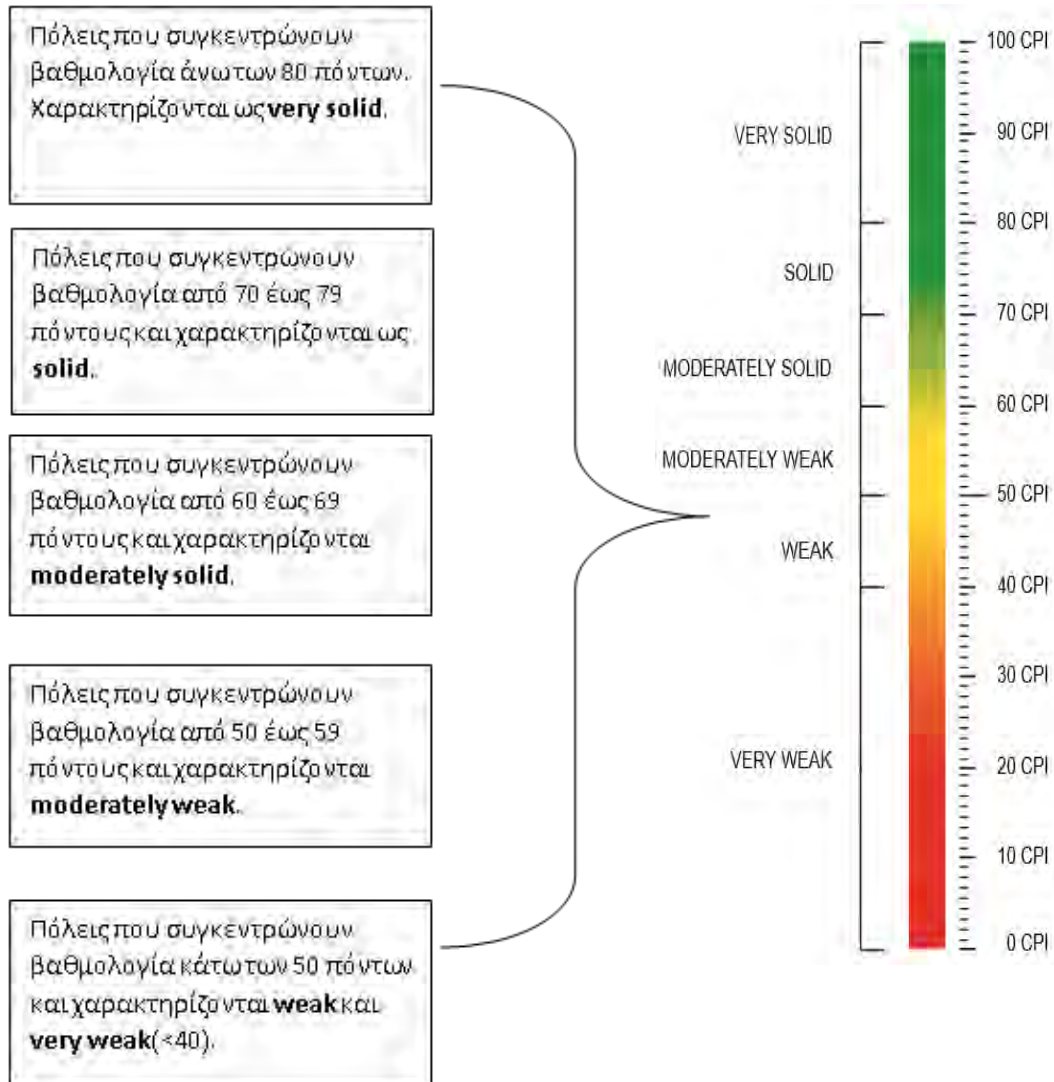 Πόλεις που συγκεντρώνουν
βαθμολογία άνω των 80 πόντων.
Χαρακτηρίζονται ως very solid.
Πόλεις που συγκεντρώνουν
βαθμολογία από 70 έως 79
πόντους και χαρακτηρίζονται ως
solid.
Πόλεις που συγκεντρώνουν
βαθμολογία από 60 έως 69
πόντους και χαρακτηρίζονται
moderately solid.
Πόλεις που συγκεντρώνουν
βαθμολογία από 50 έως 59
πόντους και χαρακτηρίζονται
moderately weak.
Πόλεις που συγκεντρώνουν
βαθμολογία κάτω των 50 πόντων
και χαρακτηρίζονται weak και
very weak(<40).
VERY SOLID
SOLID
MODERATELY SOLID
MODERATELY WEAK
WEAK
VERY WEAK
100 CPI
90 CPI
80 CPI
70 CPI
60 CPI
50 CPI
40 CPI
30 CPI
20 CPI
10 CPI
0 CPI